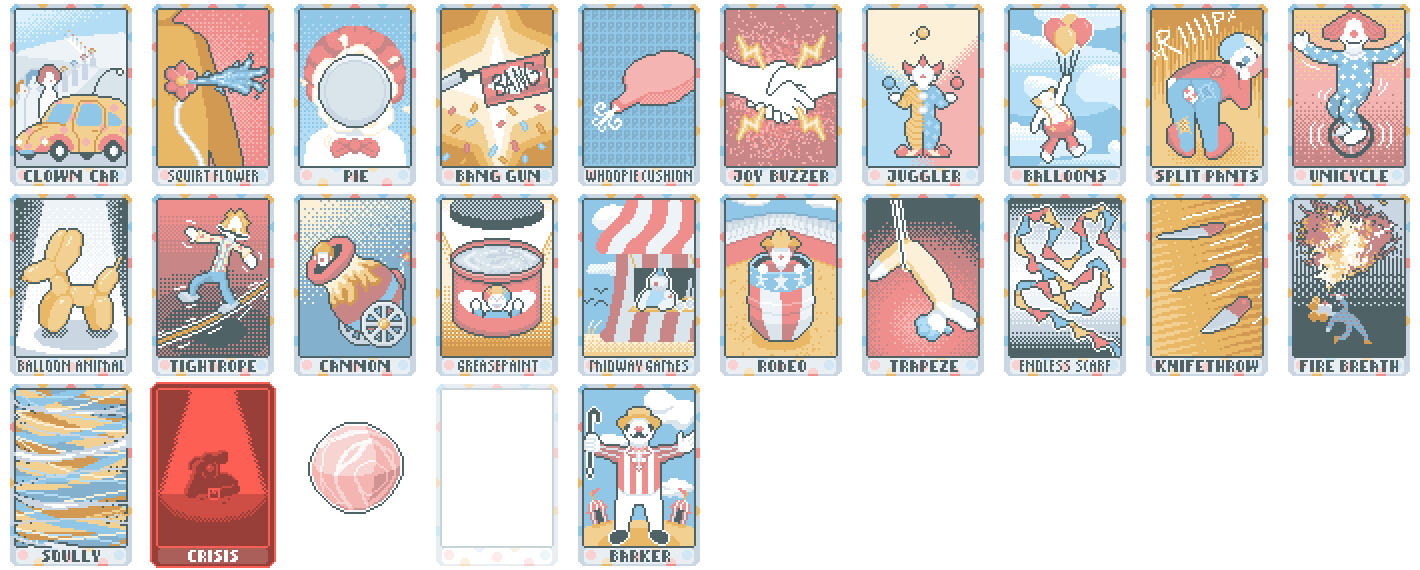 CLOWN CAR
RIIIIP
SQUIRT FLOWER
PIE
BANG
BANG GUN
WHOOPIE CUSHION
JOY BUZZER
JUGGLER
BALLOONS
SPLIT PANTS
UNICYCLE
BALLOON ANIMAL
TIGHTROPE
CANNON
GREASEPAINT
MIDWAY GAMES
RODEO
TRAPEZE
ENDLESS SCARF
KNIFETHROW
FIRE BREATH
SOULLY
CRISIS
BARKER